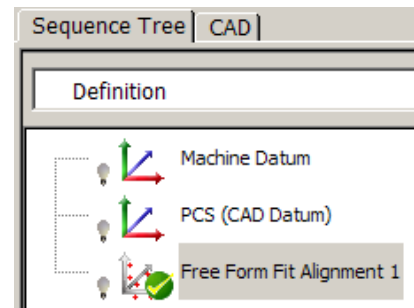 Sequence Tree CAD
Definition
Machine Datum
PCS (CAD Datum)
Free Form Fit Alignment 1